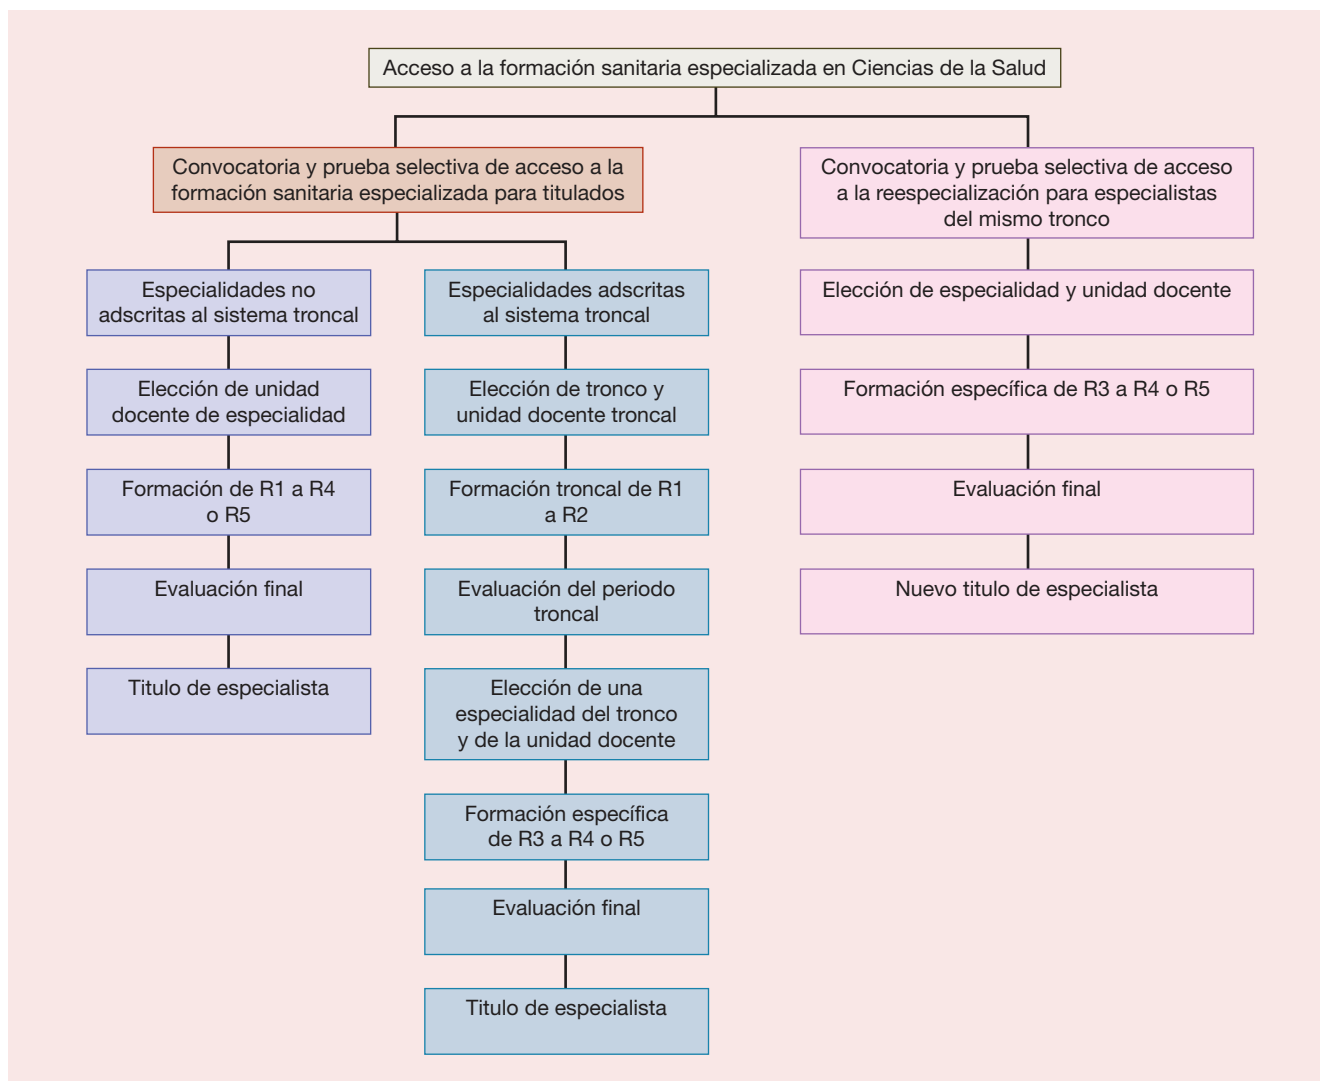 Acceso a la formación sanitaria especializada en Ciencias de la Salud
Convocatoria y prueba selectiva de acceso a la
formación sanitaria especializada para titulados
Especialidades no
adscritas al sistema troncal
Elección de unidad
docente de especialidad
Formación de R1 a R4
o R5
Evaluación final
Titulo de especialista
Especialidades adscritas
al sistema troncal
Elección de tronco y
unidad docente troncal
Formación troncal de R1
a R2
Evaluación del periodo
troncal
Elección de una
especialidad del tronco
y de la unidad docente
Formación específica
de R3 a R4 o R5
Evaluación final
Titulo de especialista
Convocatoria y prueba selectiva de acceso
a la reespecialización para especialistas
del mismo tronco
Elección de especialidad y unidad docente
Formación específica de R3 a R4 o R5
Evaluación final
Nuevo titulo de especialista